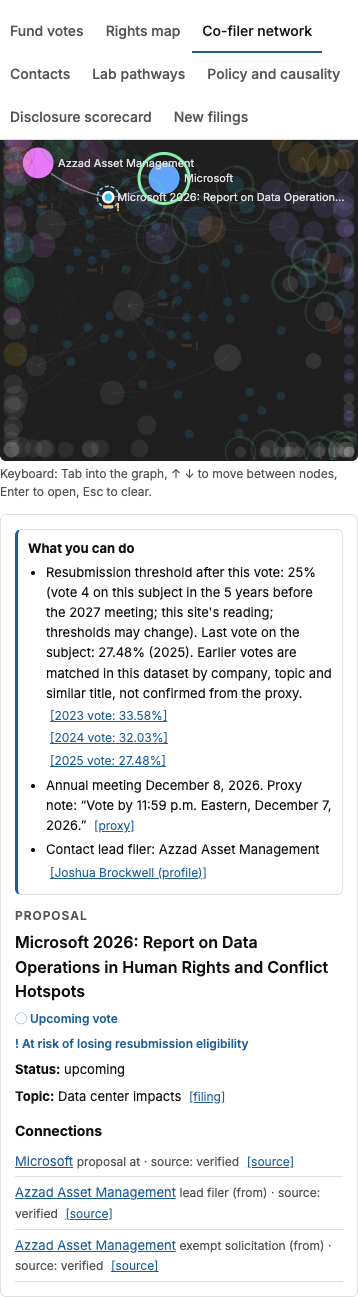 Fund votes Rights map Co-filer network
Contacts Lab pathways Policy and causality
Disclosure scorecard New filings
Azzad Asset Management
Microsoft
! Microsoft 2026: Report on Data Operation...
Keyboard: Tab into the graph, ↑ ↓ to move between nodes,
Enter to open, Esc to clear.
What you can do
• Resubmission threshold after this vote: 25%
(vote 4 on this subject in the 5 years before
the 2027 meeting; this site's reading;
thresholds may change). Last vote on the
subject: 27.48% (2025). Earlier votes are
matched in this dataset by company, topic and
similar title, not confirmed from the proxy.
[2023 vote: 33.58%]
[2024 vote: 32.03%]
[2025 vote: 27.48%]
• Annual meeting December 8, 2026. Proxy
note: “Vote by 11:59 p.m. Eastern, December 7,
2026.” [proxy]
• Contact lead filer: Azzad Asset Management
[Joshua Brockwell (profile)]
PROPOSAL
Microsoft 2026: Report on Data
Operations in Human Rights and Conflict
Hotspots
Upcoming vote
! At risk of losing resubmission eligibility
Status: upcoming
Topic: Data center impacts [filing]
Connections
Microsoft proposal at · source: verified [source]
Azzad Asset Management lead filer (from) · source:
verified [source]
Azzad Asset Management exempt solicitation (from) ·
source: verified [source]